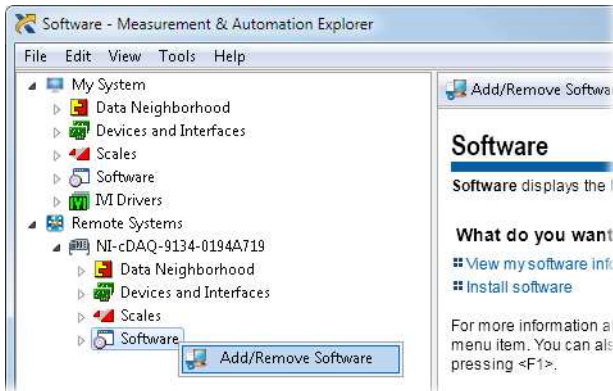 Software - Measurement & Automation Explorer
File Edit View Tools Help
My System
Data Neighborhood
Devices and Interfaces
Scales
Software
IVI Drivers
Remote Systems
NI-cDAQ-9134-0194A719
Data Neighborhood
Devices and Interfaces
Scales
Software
Add/Remove Software
Add/Remove
Software
Software displays the
What do you want
View my software
Install software
For more information
menu item. You can
pressing <F1>.